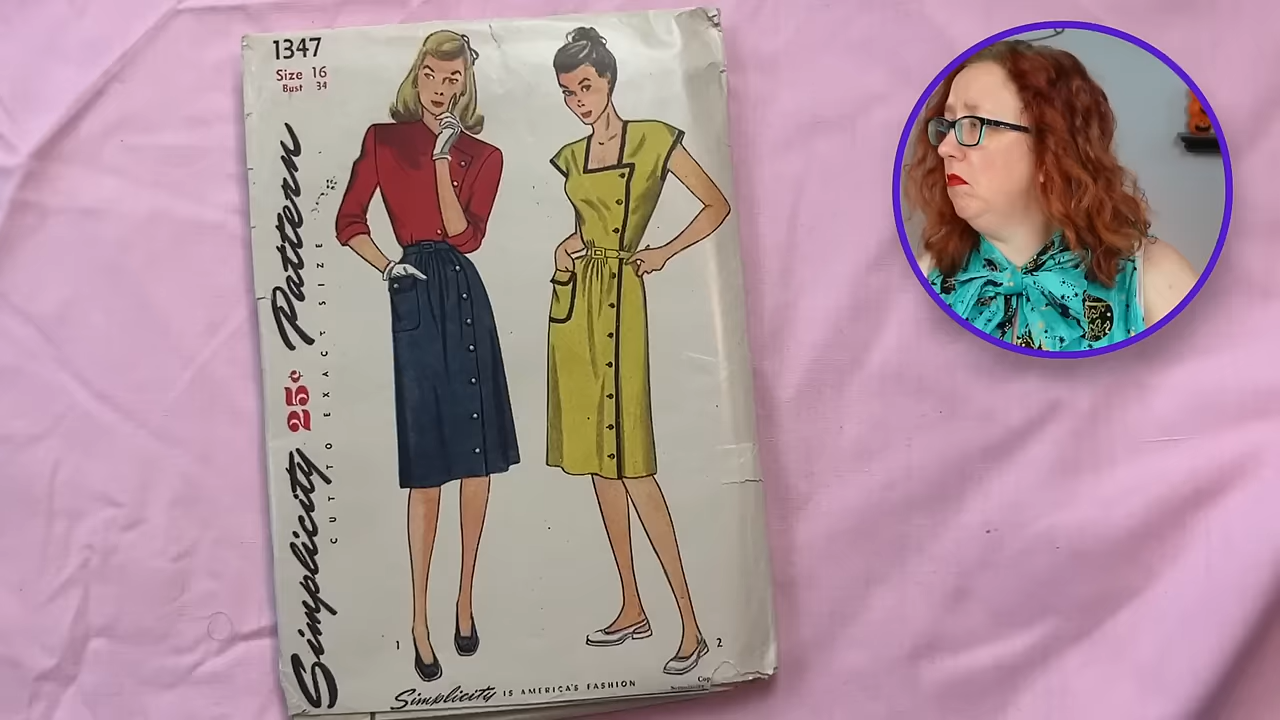 1347
Size 16
Bust 34
Simplicity 25¢ Pattern
CUT TO EXACT SIZE
1
2
Simplicity IS AMERICA'S FASHION